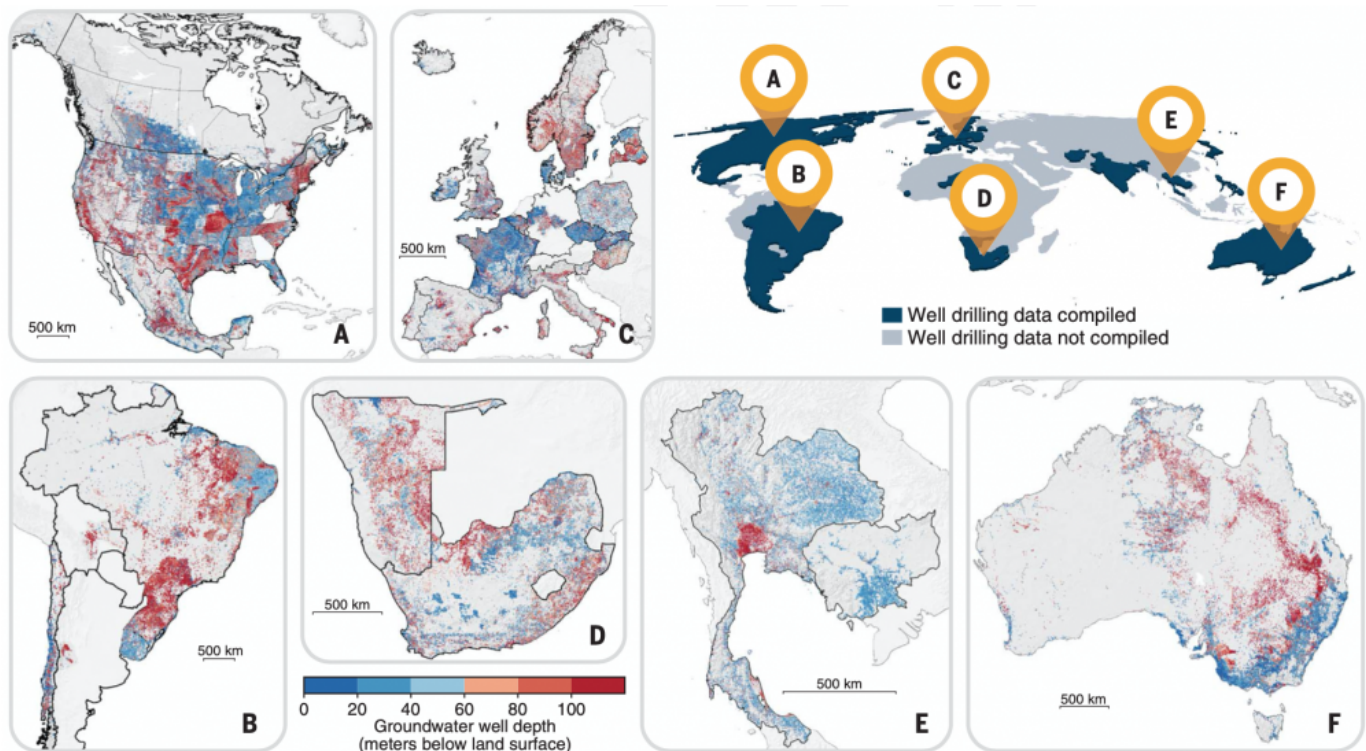 500 km
A
500 km
C
A
C
E
B
D
F
Well drilling data compiled
Well drilling data not compiled
500 km
B
500 km
D
0 20 40 60 80 100
Groundwater well depth
(meters below land surface)
500 km
E
500 km
F